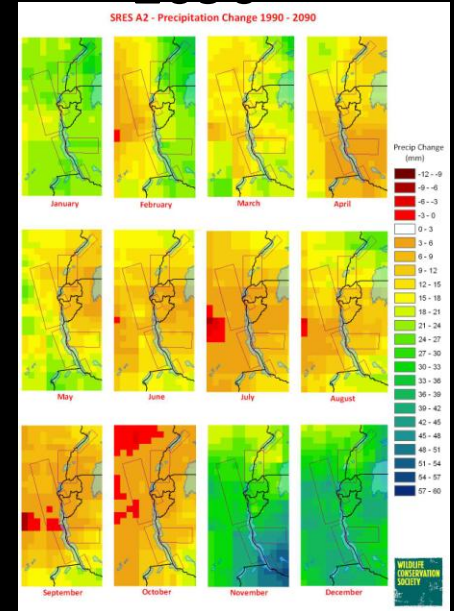 SRES A2 - Precipitation Change 1990 - 2090
January
February
March
April
Precip Change
(mm)
-12 - -9
-9 - -6
-6 - -3
-3 - 0
0 - 3
3 - 6
6 - 9
9 - 12
12 - 15
15 - 18
18 - 21
21 - 24
24 - 27
27 - 30
30 - 33
33 - 36
36 - 39
39 - 42
42 - 45
45 - 48
48 - 51
51 - 54
54 - 57
57 - 60
May
June
July
August
September
October
November
December
WILDLIFE
CONSERVATION
SOCIETY